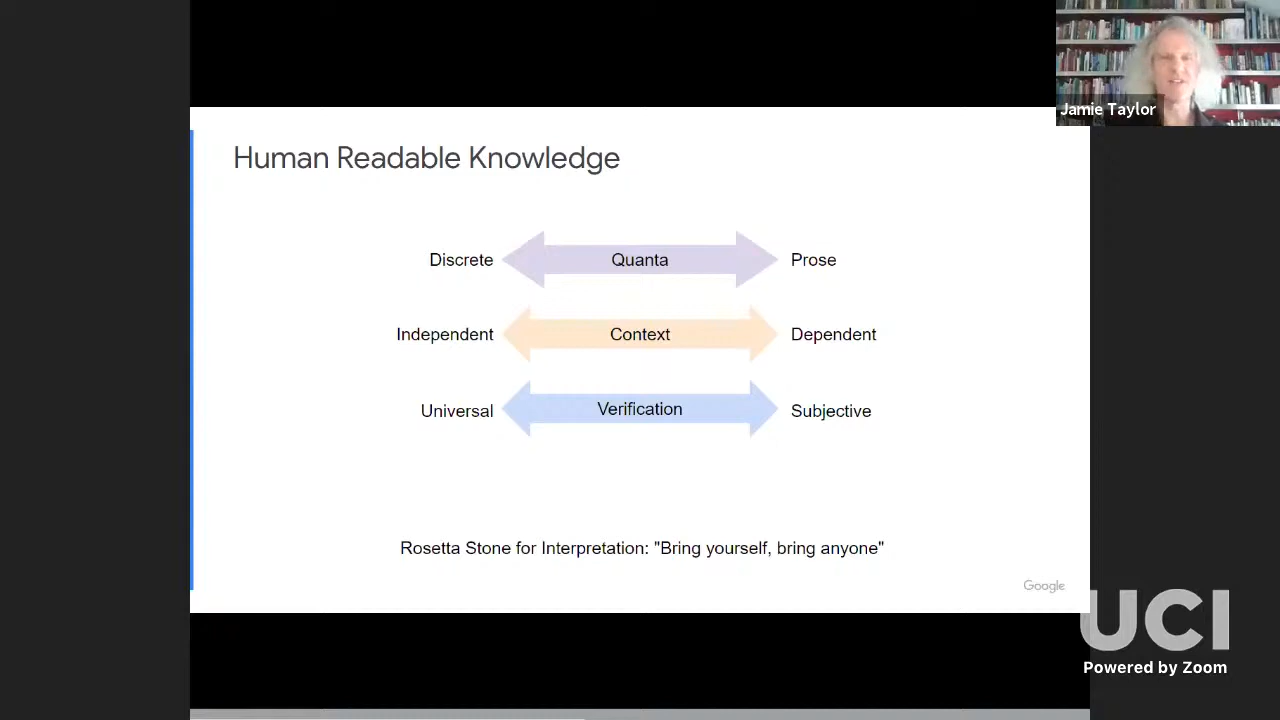 Jamie Taylor
Human Readable Knowledge
Discrete Quanta Prose
Independent Context Dependent
Universal Verification Subjective
Rosetta Stone for Interpretation: "Bring yourself, bring anyone"
Google
UCI
Powered by Zoom